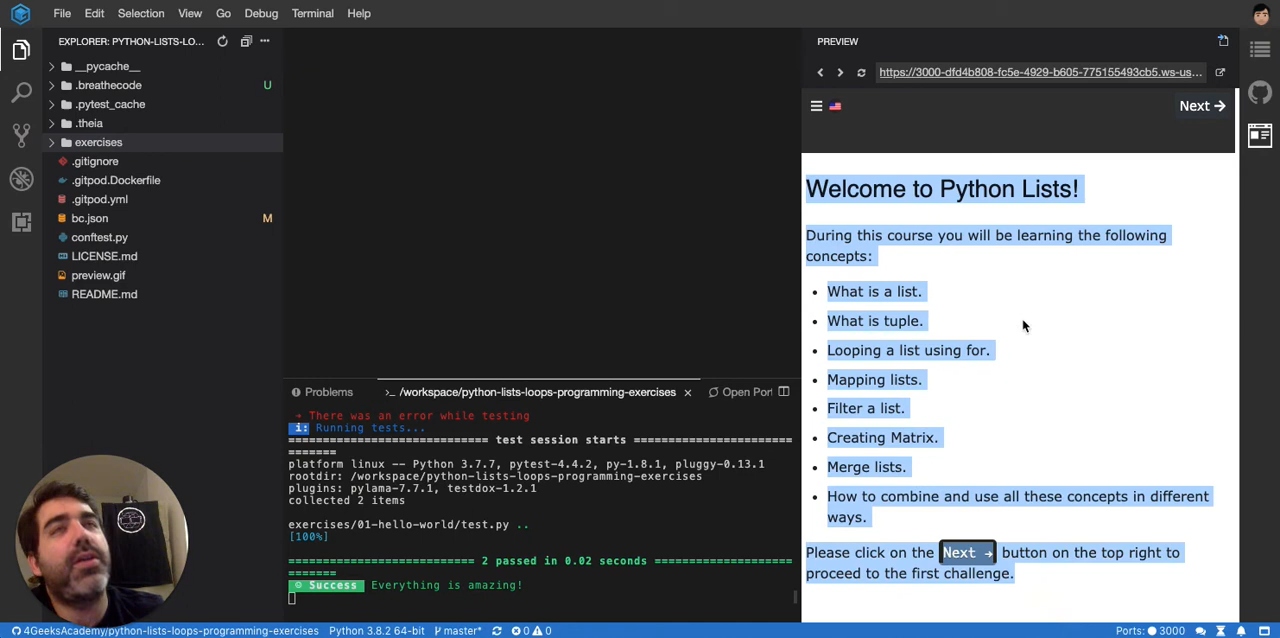 File Edit Selection View Go Debug Terminal Help
EXPLORER: PYTHON-LISTS-LO...
__pycache__
.breathecode U
.pytest_cache
.theia
exercises
.gitignore
.gitpod.Dockerfile
.gitpod.yml
bc.json M
conftest.py
LICENSE.md
preview.gif
README.md
Problems >_ /workspace/python-lists-loops-programming-exercises × Open Port
→ There was an error while testing
i: Running tests...
============================ test session starts ========================
=======
platform linux -- Python 3.7.7, pytest-4.4.2, py-1.8.1, pluggy-0.13.1
rootdir: /workspace/python-lists-loops-programming-exercises
plugins: pylama-7.7.1, testdox-1.2.1
collected 2 items
exercises/01-hello-world/test.py ..
[100%]
========================== 2 passed in 0.02 seconds ===================
=======
Success Everything is amazing!
PREVIEW
https://3000-dfd4b808-fc5e-4929-b605-775155493cb5.ws-us...
Next →
Welcome to Python Lists!
During this course you will be learning the following
concepts:
• What is a list.
• What is tuple.
• Looping a list using for.
• Mapping lists.
• Filter a list.
• Creating Matrix.
• Merge lists.
• How to combine and use all these concepts in different
ways.
Please click on the Next → button on the top right to
proceed to the first challenge.
4GeeksAcademy/python-lists-loops-programming-exercises Python 3.8.2 64-bit master* 0 0 Ports: 3000